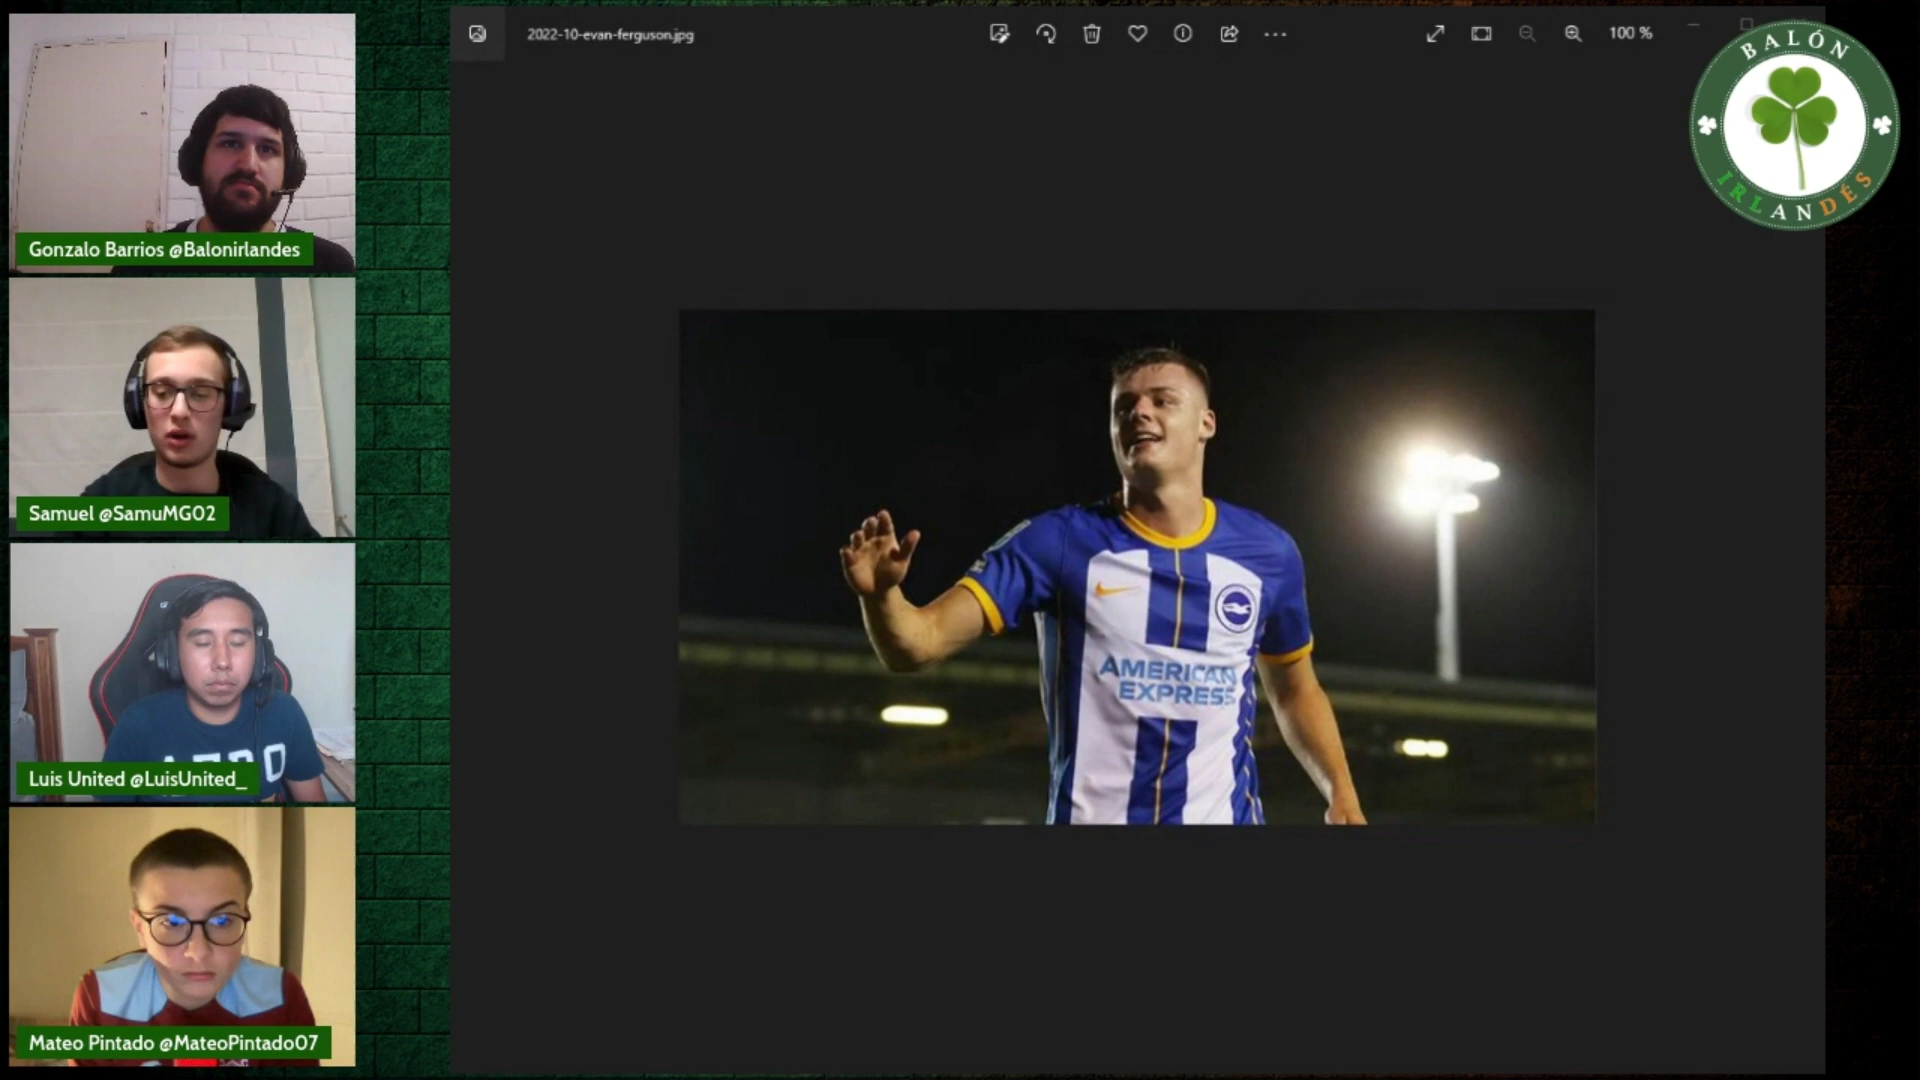 2022-10-evan-ferguson.jpg
100 %
BALÓN
IRLANDÉS
Gonzalo Barrios @Balonirlandes
Samuel @SamuMG02
AERO
Luis United @LuisUnited_
Mateo Pintado @MateoPintado07
AMERICAN
EXPRESS